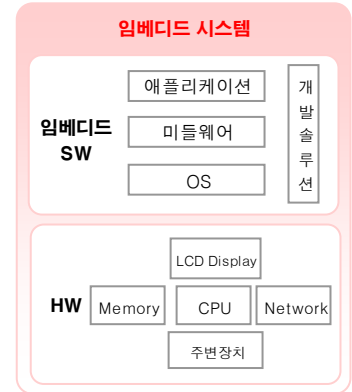 임베디드 시스템
임베디드
SW
애플리케이션
미들웨어
OS
개
발
솔
루
션
HW
LCD Display
Memory
CPU
Network
주변장치